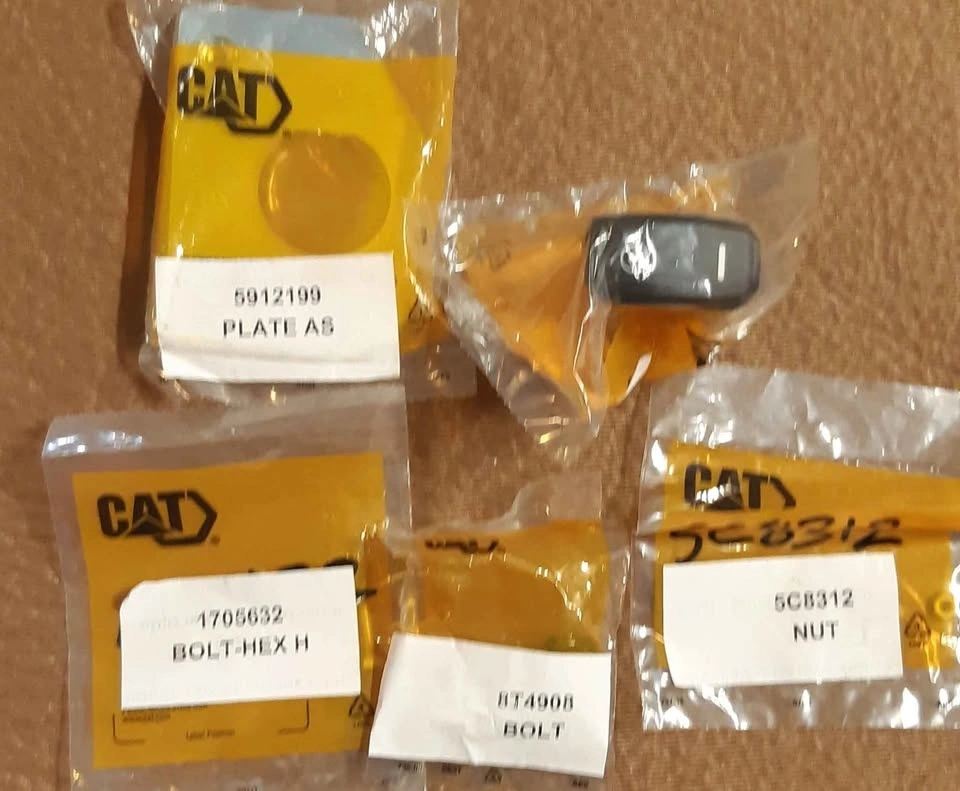 CAT
5912199
PLATE AS
CAT
1705632
BOLT-HEX H
8T4908
BOLT
CAT
5C8312
5C8312
NUT